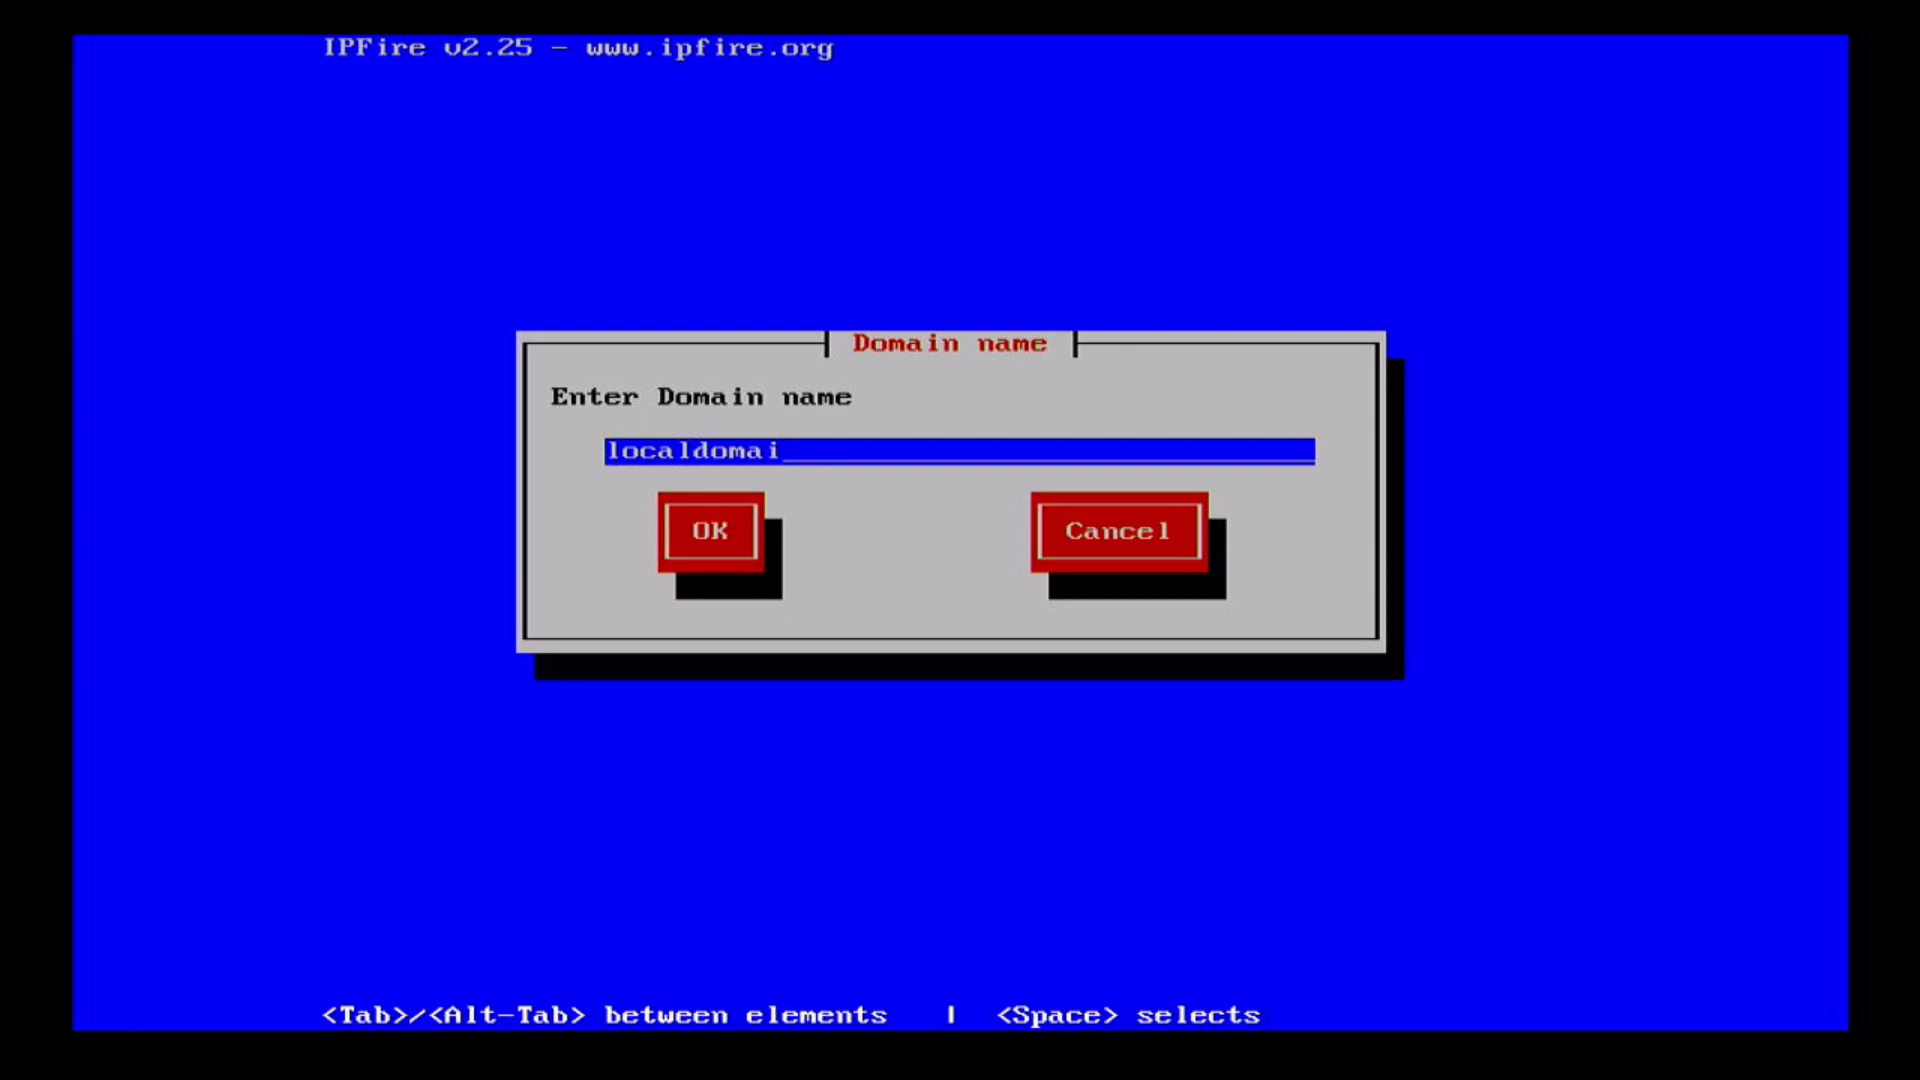 IPFire v2.25 - www.ipfire.org
Domain name
Enter Domain name
localdomai
OK
Cancel
<Tab>/<Alt-Tab> between elements | <Space> selects